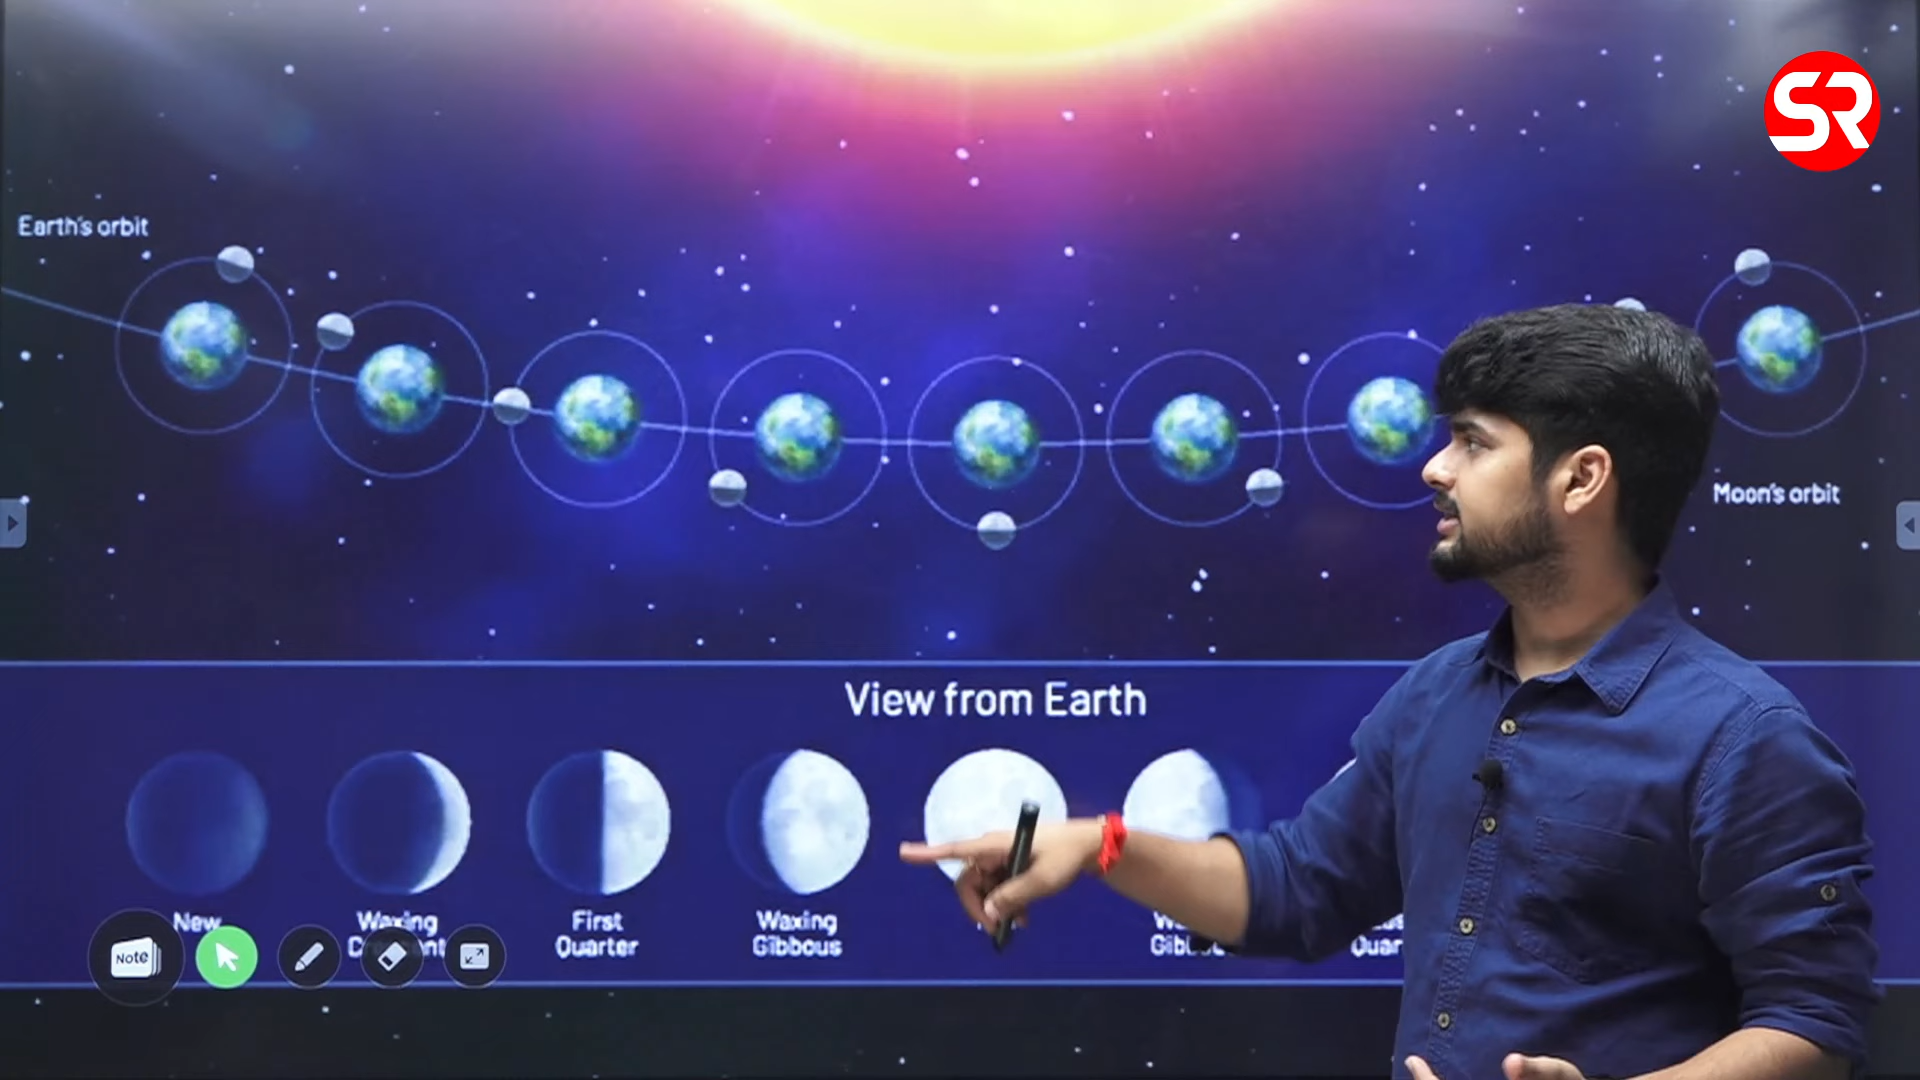 SR
Earth's orbit
Moon's orbit
View from Earth
New
Waxing
First
Waxing
Quarter
Gibbous
Note